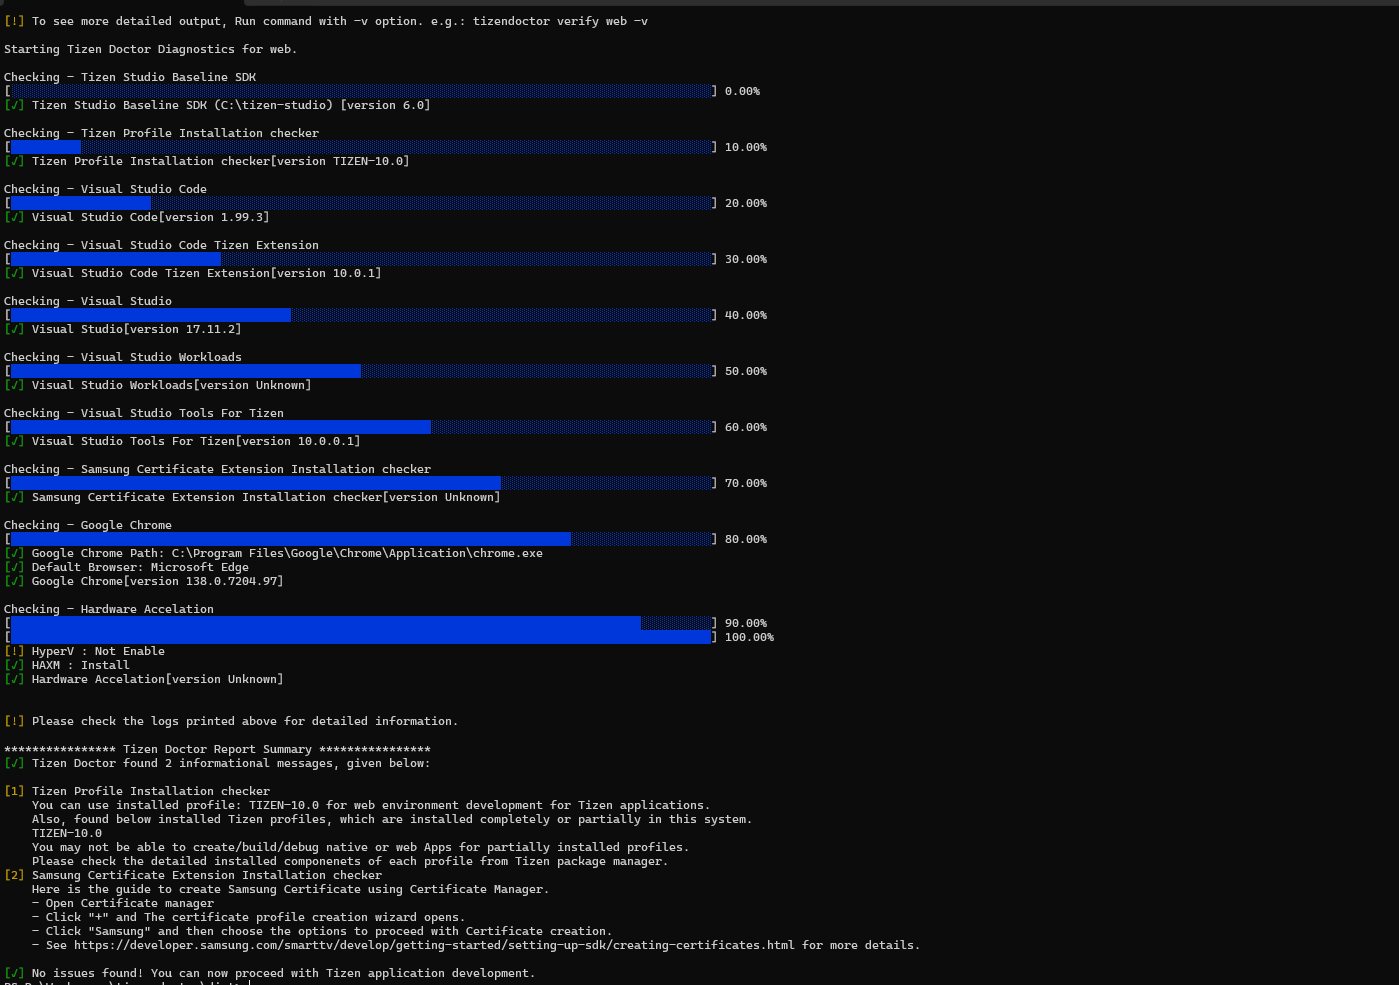 [!] To see more detailed output, Run command with -v option. e.g.: tizendoctor verify web -v
Starting Tizen Doctor Diagnostics for web.
Checking - Tizen Studio Baseline SDK
[] 0.00%
[√] Tizen Studio Baseline SDK (C:\tizen-studio) [version 6.0]
Checking - Tizen Profile Installation checker
[] 10.00%
[√] Tizen Profile Installation checker[version TIZEN-10.0]
Checking - Visual Studio Code
[] 20.00%
[√] Visual Studio Code[version 1.99.3]
Checking - Visual Studio Code Tizen Extension
[] 30.00%
[√] Visual Studio Code Tizen Extension[version 10.0.1]
Checking - Visual Studio
[] 40.00%
[√] Visual Studio[version 17.11.2]
Checking - Visual Studio Workloads
[] 50.00%
[√] Visual Studio Workloads[version Unknown]
Checking - Visual Studio Tools For Tizen
[] 60.00%
[√] Visual Studio Tools For Tizen[version 10.0.0.1]
Checking - Samsung Certificate Extension Installation checker
[] 70.00%
[√] Samsung Certificate Extension Installation checker[version Unknown]
Checking - Google Chrome
[] 80.00%
[√] Google Chrome Path: C:\Program Files\Google\Chrome\Application\chrome.exe
[√] Default Browser: Microsoft Edge
[√] Google Chrome[version 138.0.7204.97]
Checking - Hardware Accelation
[] 90.00%
[] 100.00%
[!] HyperV : Not Enable
[√] HAXM : Install
[√] Hardware Accelation[version Unknown]
[!] Please check the logs printed above for detailed information.
**************** Tizen Doctor Report Summary ****************
[√] Tizen Doctor found 2 informational messages, given below:
[1] Tizen Profile Installation checker
You can use installed profile: TIZEN-10.0 for web environment development for Tizen applications.
Also, found below installed Tizen profiles, which are installed completely or partially in this system.
TIZEN-10.0
You may not be able to create/build/debug native or web Apps for partially installed profiles.
Please check the detailed installed componenets of each profile from Tizen package manager.
[2] Samsung Certificate Extension Installation checker
Here is the guide to create Samsung Certificate using Certificate Manager.
- Open Certificate manager
- Click "+" and The certificate profile creation wizard opens.
- Click "Samsung" and then choose the options to proceed with Certificate creation.
- See https://developer.samsung.com/smarttv/develop/getting-started/setting-up-sdk/creating-certificates.html for more details.
[√] No issues found! You can now proceed with Tizen application development.